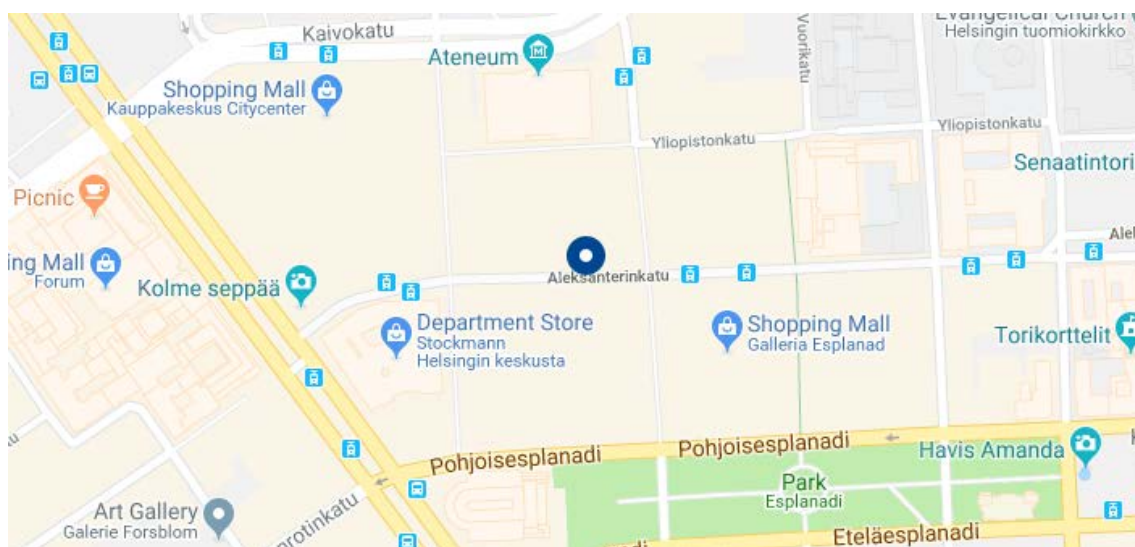 Kaivokatu
Ateneum
Vuorikatu
Evangelical Church
Helsingin tuomiokirkko
Shopping Mall
Kauppakeskus Citycenter
Yliopistonkatu
Yliopistonkatu
Senaatintori
Picnic
ing Mall
Forum
Kolme seppää
Aleksanterinkatu
Alek
Department Store
Stockmann
Helsingin keskusta
Shopping Mall
Galleria Esplanad
Torikorttelit
Pohjoisesplanadi
Pohjoisesplanadi
Havis Amanda
Park
Esplanadi
Art Gallery
Galerie Forsblom
rotinkatu
Eteläesplanadi